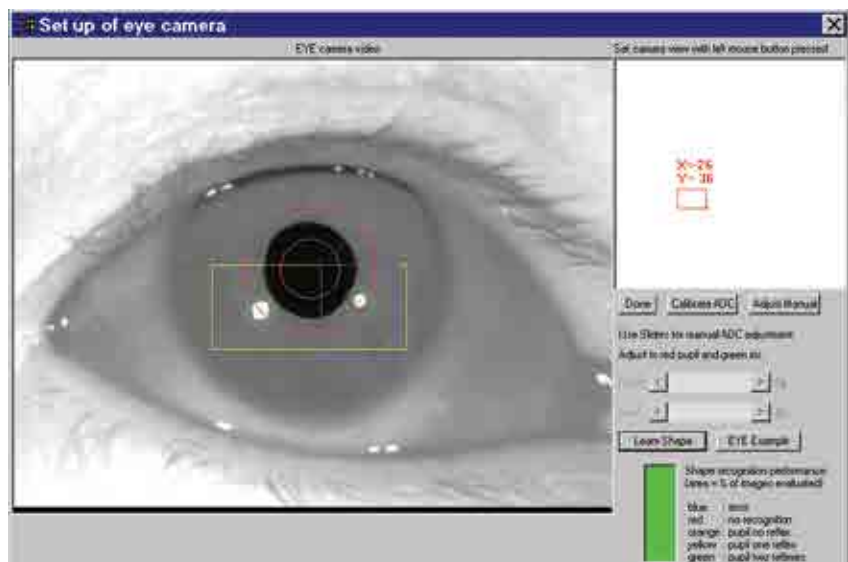 Set up of eye camera
EYE camera video
Set camera view with left mouse button pressed
X=-26
Y= 36
Done
Calibrate ADC
Adjust Manual
Use Sliders for manual ADC adjustment
Adjust to red pupil and green iris
Learn Shape
EYE Example
Shape recognition performance
(area = % of images evaluated)
blue : error
red : no recognition
orange : pupil no reflex
yellow : pupil one reflex
green : pupil two reflexes